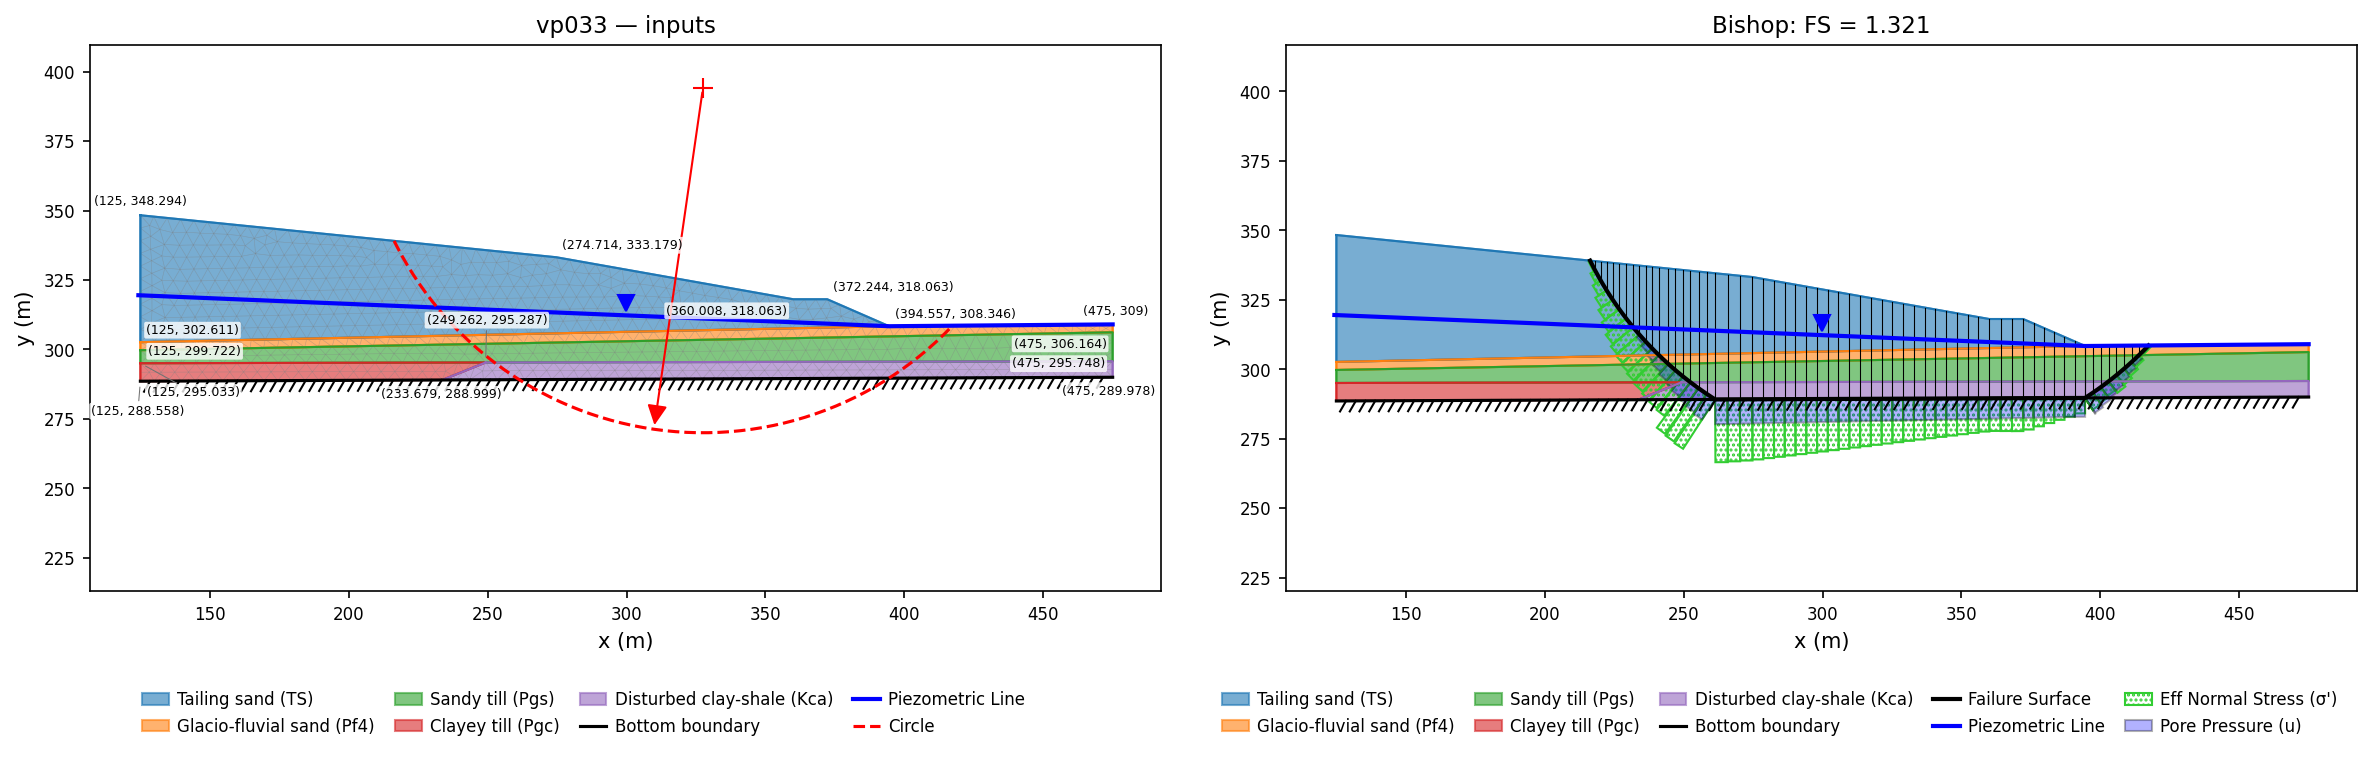 vp033 — inputs
400
375
350
325
300
275
250
225
150
200
250
300
350
400
450
x (m)
y (m)
(125, 348.294)
(274.714, 333.179)
(372.244, 318.063)
(360.008, 318.063)
(394.557, 308.346)
(475, 309)
(249.262, 295.287)
(125, 302.611)
(125, 299.722)
(475, 306.164)
(475, 295.748)
(125, 295.033)
(233.679, 288.999)
(475, 289.978)
(125, 288.558)
Tailing sand (TS)
Glacio-fluvial sand (Pf4)
Sandy till (Pgs)
Clayey till (Pgc)
Disturbed clay-shale (Kca)
Bottom boundary
Piezometric Line
Circle
Bishop: FS = 1.321
400
375
350
325
300
275
250
225
150
200
250
300
350
400
450
x (m)
y (m)
Tailing sand (TS)
Glacio-fluvial sand (Pf4)
Sandy till (Pgs)
Clayey till (Pgc)
Disturbed clay-shale (Kca)
Bottom boundary
Failure Surface
Piezometric Line
Eff Normal Stress (σ')
Pore Pressure (u)